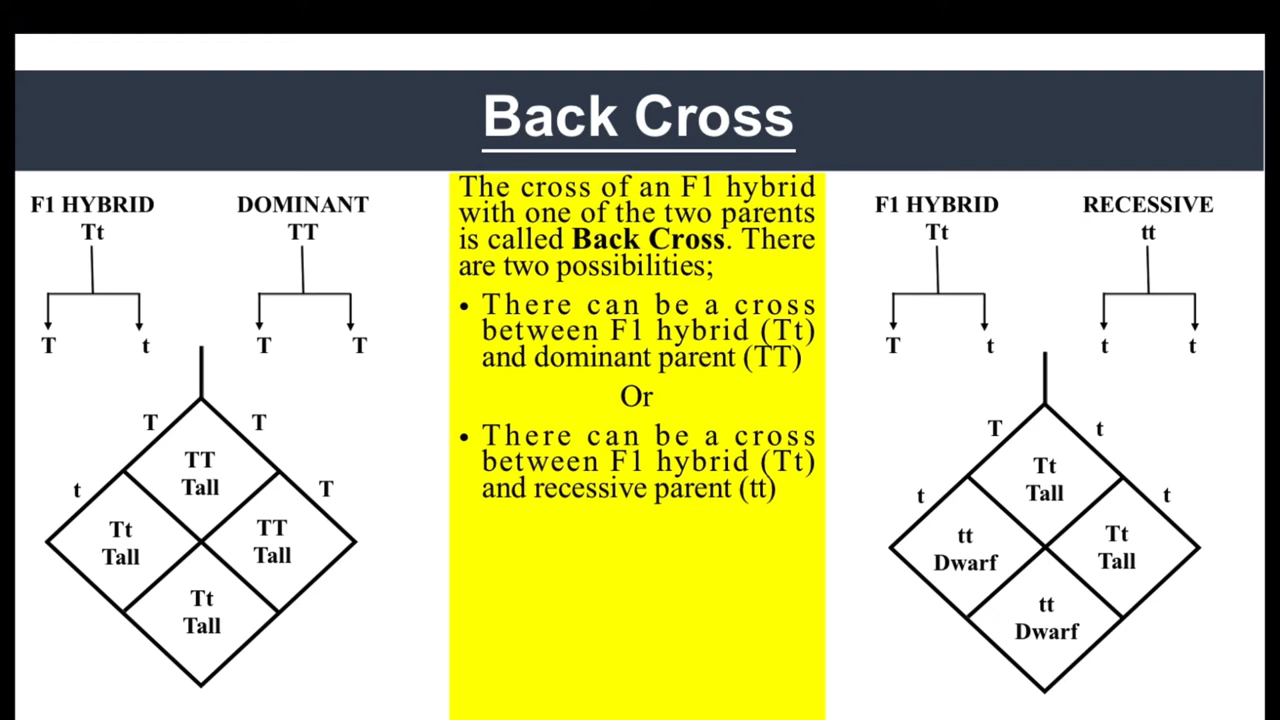 Back Cross
F1 HYBRID
Tt
DOMINANT
TT
T
t
T
T
T
T
t
T
TT
Tall
Tt
Tall
TT
Tall
Tt
Tall
The cross of an F1 hybrid
with one of the two parents
is called Back Cross. There
are two possibilities;
• There can be a cross
between F1 hybrid (Tt)
and dominant parent (TT)
Or
• There can be a cross
between F1 hybrid (Tt)
and recessive parent (tt)
F1 HYBRID
Tt
RECESSIVE
tt
T
t
t
t
T
t
t
t
Tt
Tall
tt
Dwarf
Tt
Tall
tt
Dwarf